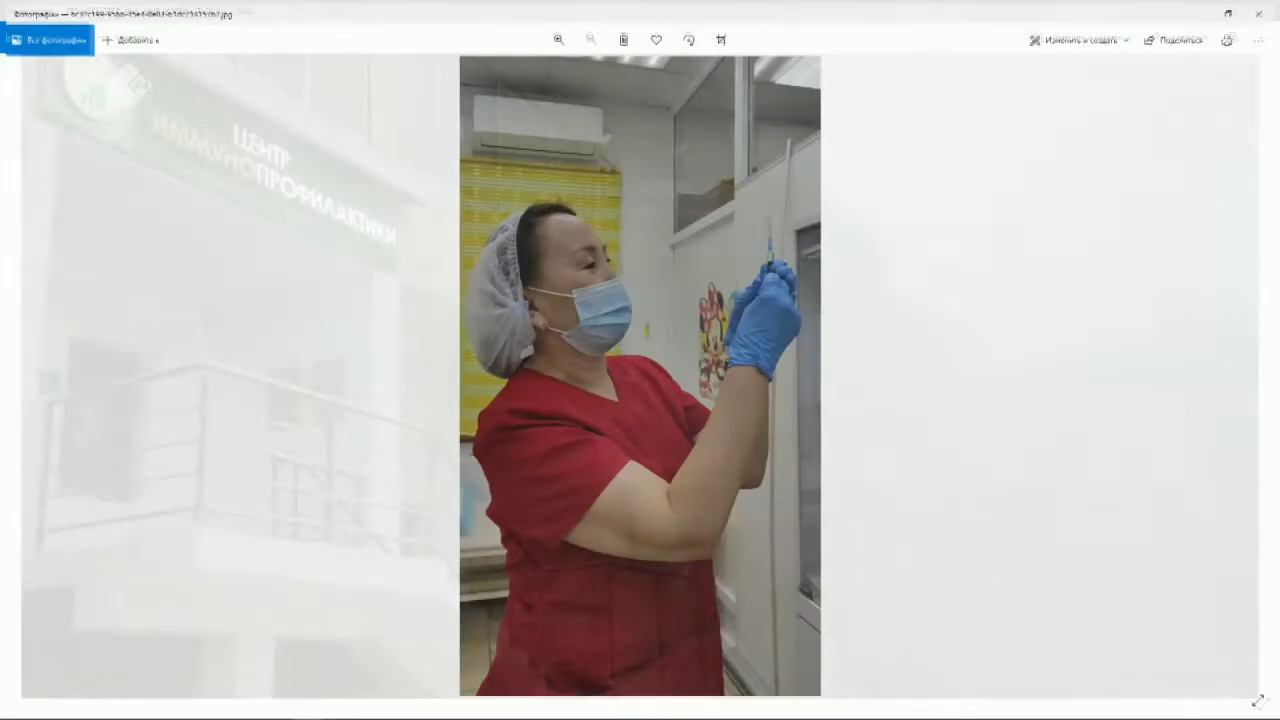 Все фотографии
Добавить к
Изменить и создать
Поделиться
ЦЕНТР
ИММУНОПРОФИЛАКТИКИ